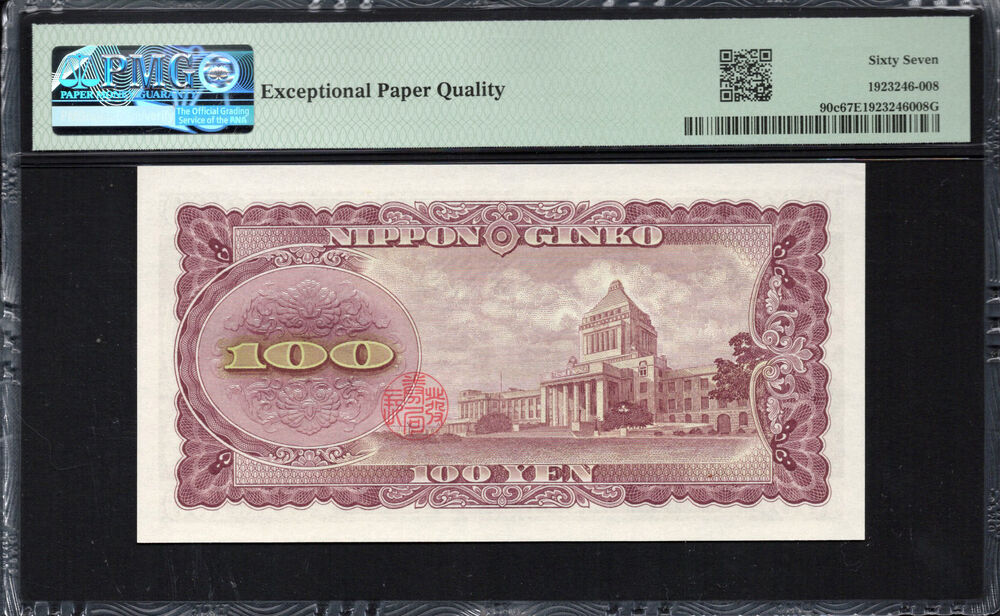 PMG
PAPER MONEY GUARANTY
The Official Grading
Service of the ANA
Exceptional Paper Quality
Sixty Seven
1923246-008
90c67E1923246008G
NIPPON GINKO
100
100 YEN